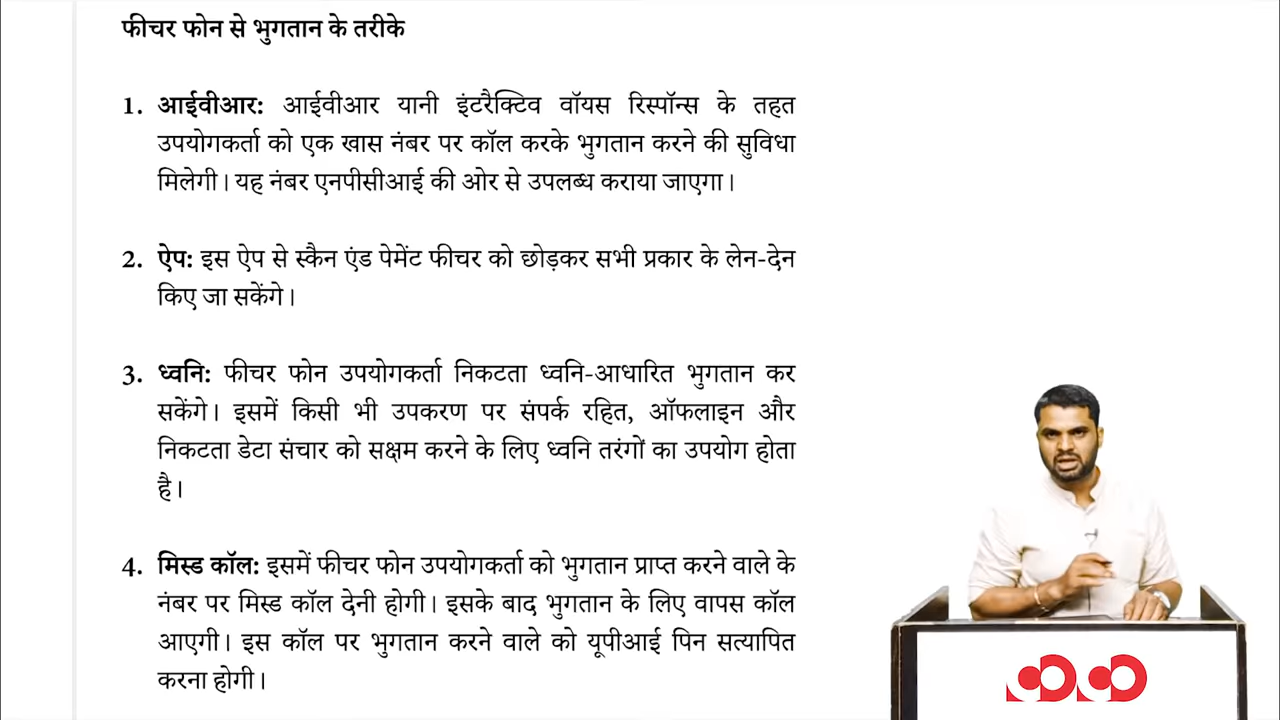 फीचर फोन से भुगतान के तरीके
1. आईवीआर: आईवीआर यानी इंटरैक्टिव वॉयस रिस्पॉन्स के तहत
उपयोगकर्ता को एक खास नंबर पर कॉल करके भुगतान करने की सुविधा
मिलेगी। यह नंबर एनपीसीआई की ओर से उपलब्ध कराया जाएगा।
2. ऐप: इस ऐप से स्कैन एंड पेमेंट फीचर को छोड़कर सभी प्रकार के लेन-देन
किए जा सकेंगे।
3. ध्वनि: फीचर फोन उपयोगकर्ता निकटता ध्वनि-आधारित भुगतान कर
सकेंगे। इसमें किसी भी उपकरण पर संपर्क रहित, ऑफलाइन और
निकटता डेटा संचार को सक्षम करने के लिए ध्वनि तरंगों का उपयोग होता
है।
4. मिस्ड कॉल: इसमें फीचर फोन उपयोगकर्ता को भुगतान प्राप्त करने वाले के
नंबर पर मिस्ड कॉल देनी होगी। इसके बाद भुगतान के लिए वापस कॉल
आएगी। इस कॉल पर भुगतान करने वाले को यूपीआई पिन सत्यापित
करना होगी।